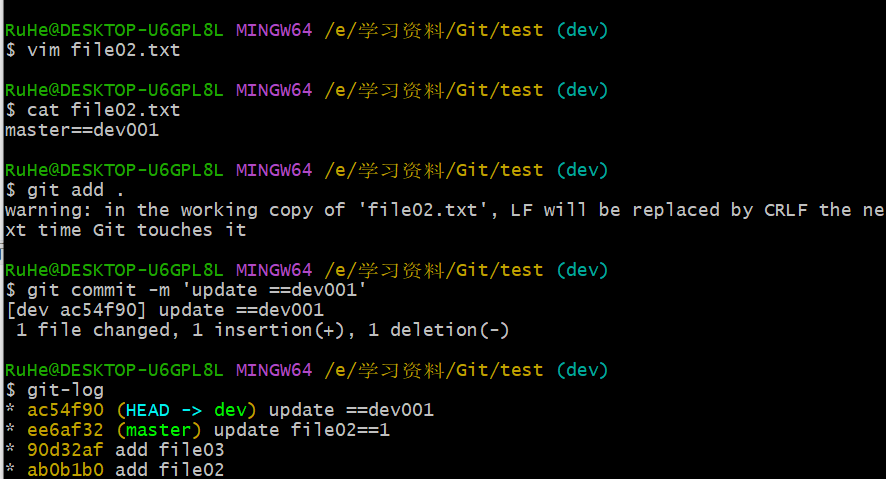 RuHe@DESKTOP-U6GPL8L MINGW64 /e/学习资料/Git/test (dev)
$ vim file02.txt
RuHe@DESKTOP-U6GPL8L MINGW64 /e/学习资料/Git/test (dev)
$ cat file02.txt
master==dev001
RuHe@DESKTOP-U6GPL8L MINGW64 /e/学习资料/Git/test (dev)
$ git add .
warning: in the working copy of 'file02.txt', LF will be replaced by CRLF the ne
xt time Git touches it
RuHe@DESKTOP-U6GPL8L MINGW64 /e/学习资料/Git/test (dev)
$ git commit -m 'update ==dev001'
[dev ac54f90] update ==dev001
 1 file changed, 1 insertion(+), 1 deletion(-)
RuHe@DESKTOP-U6GPL8L MINGW64 /e/学习资料/Git/test (dev)
$ git-log
* ac54f90 (HEAD -> dev) update ==dev001
* ee6af32 (master) update file02==1
* 90d32af add file03
* ab0b1b0 add file02